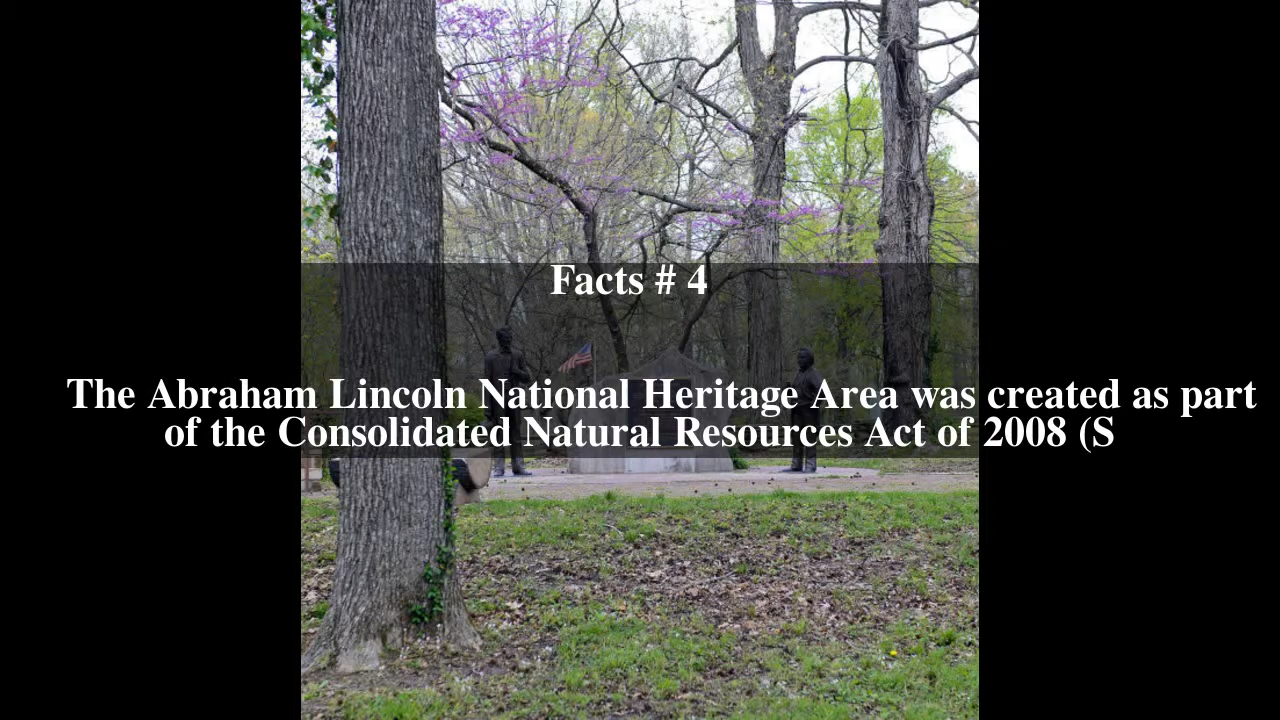 Facts # 4
The Abraham Lincoln National Heritage Area was created as part
of the Consolidated Natural Resources Act of 2008 (S